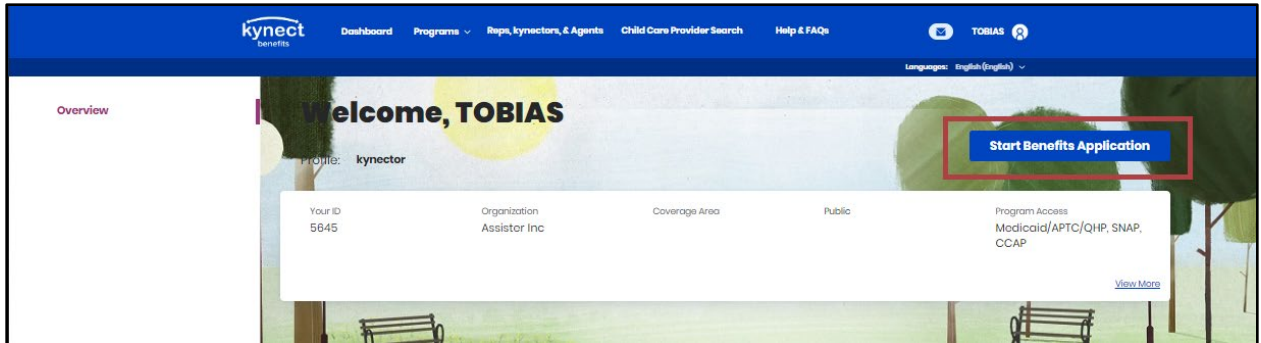 kynect
benefits
Dashboard Programs Reps, kynectors, & Agents Child Care Provider Search Help & FAQs TOBIAS
Languages: English (English)
Overview
Welcome, TOBIAS
Profile: kynector
Start Benefits Application
Your ID Organization Coverage Area Public Program Access
5645 Assister Inc Medicaid/APTC/QHP, SNAP,
CCAP
View More